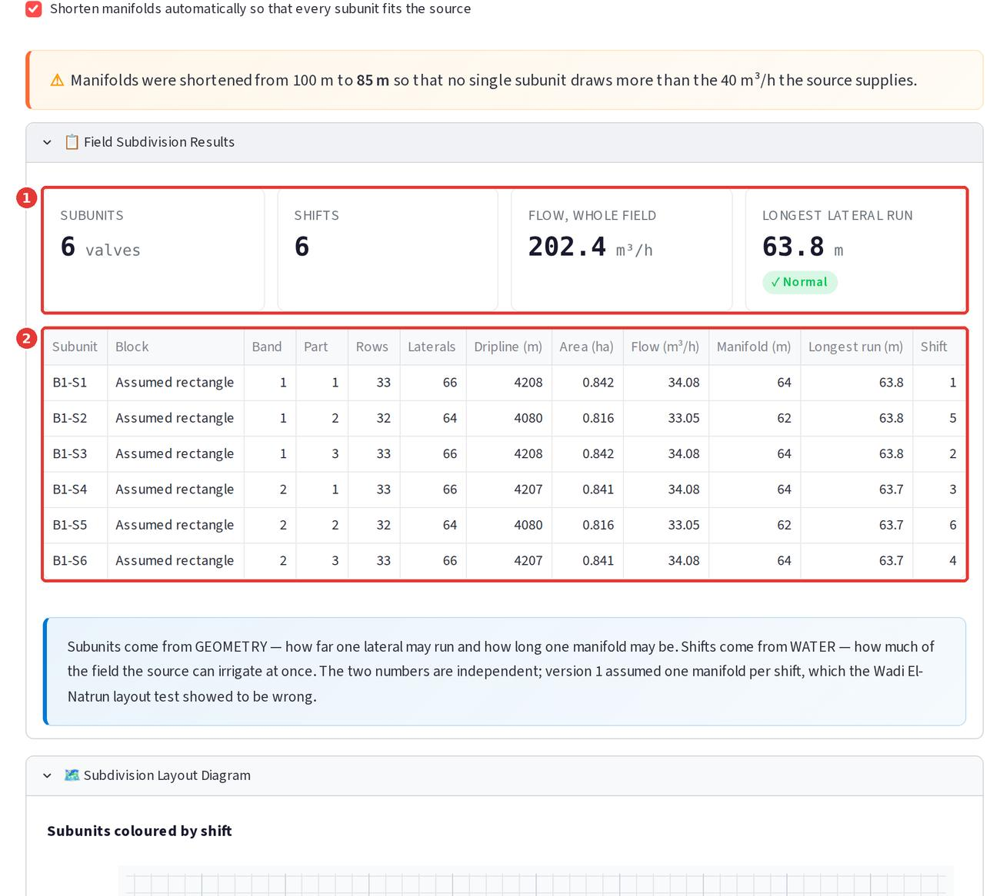 Shorten manifolds automatically so that every subunit fits the source
⚠ Manifolds were shortened from 100 m to 85 m so that no single subunit draws more than the 40 m³/h the source supplies.
📋 Field Subdivision Results
1
SUBUNITS SHIFTS FLOW, WHOLE FIELD LONGEST LATERAL RUN
6 valves 6 202.4 m³/h 63.8 m
✓ Normal
2
Subunit Block Band Part Rows Laterals Dripline (m) Area (ha) Flow (m³/h) Manifold (m) Longest run (m) Shift
B1-S1 Assumed rectangle 1 1 33 66 4208 0.842 34.08 64 63.8 1
B1-S2 Assumed rectangle 1 2 32 64 4080 0.816 33.05 62 63.8 5
B1-S3 Assumed rectangle 1 3 33 66 4208 0.842 34.08 64 63.8 2
B1-S4 Assumed rectangle 2 1 33 66 4207 0.841 34.08 64 63.7 3
B1-S5 Assumed rectangle 2 2 32 64 4080 0.816 33.05 62 63.7 6
B1-S6 Assumed rectangle 2 3 33 66 4207 0.841 34.08 64 63.7 4
Subunits come from GEOMETRY — how far one lateral may run and how long one manifold may be. Shifts come from WATER — how much of
the field the source can irrigate at once. The two numbers are independent; version 1 assumed one manifold per shift, which the Wadi El-
Natrun layout test showed to be wrong.
🗺️ Subdivision Layout Diagram
Subunits coloured by shift